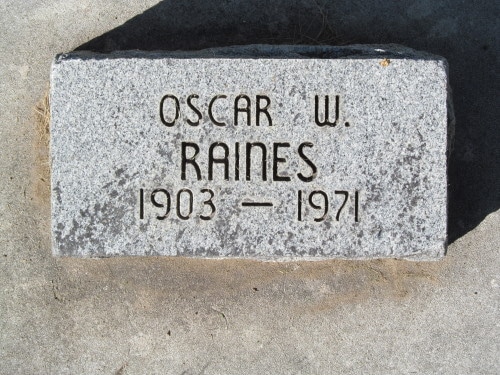 OSCAR W.
RAINES
1903 — 1971